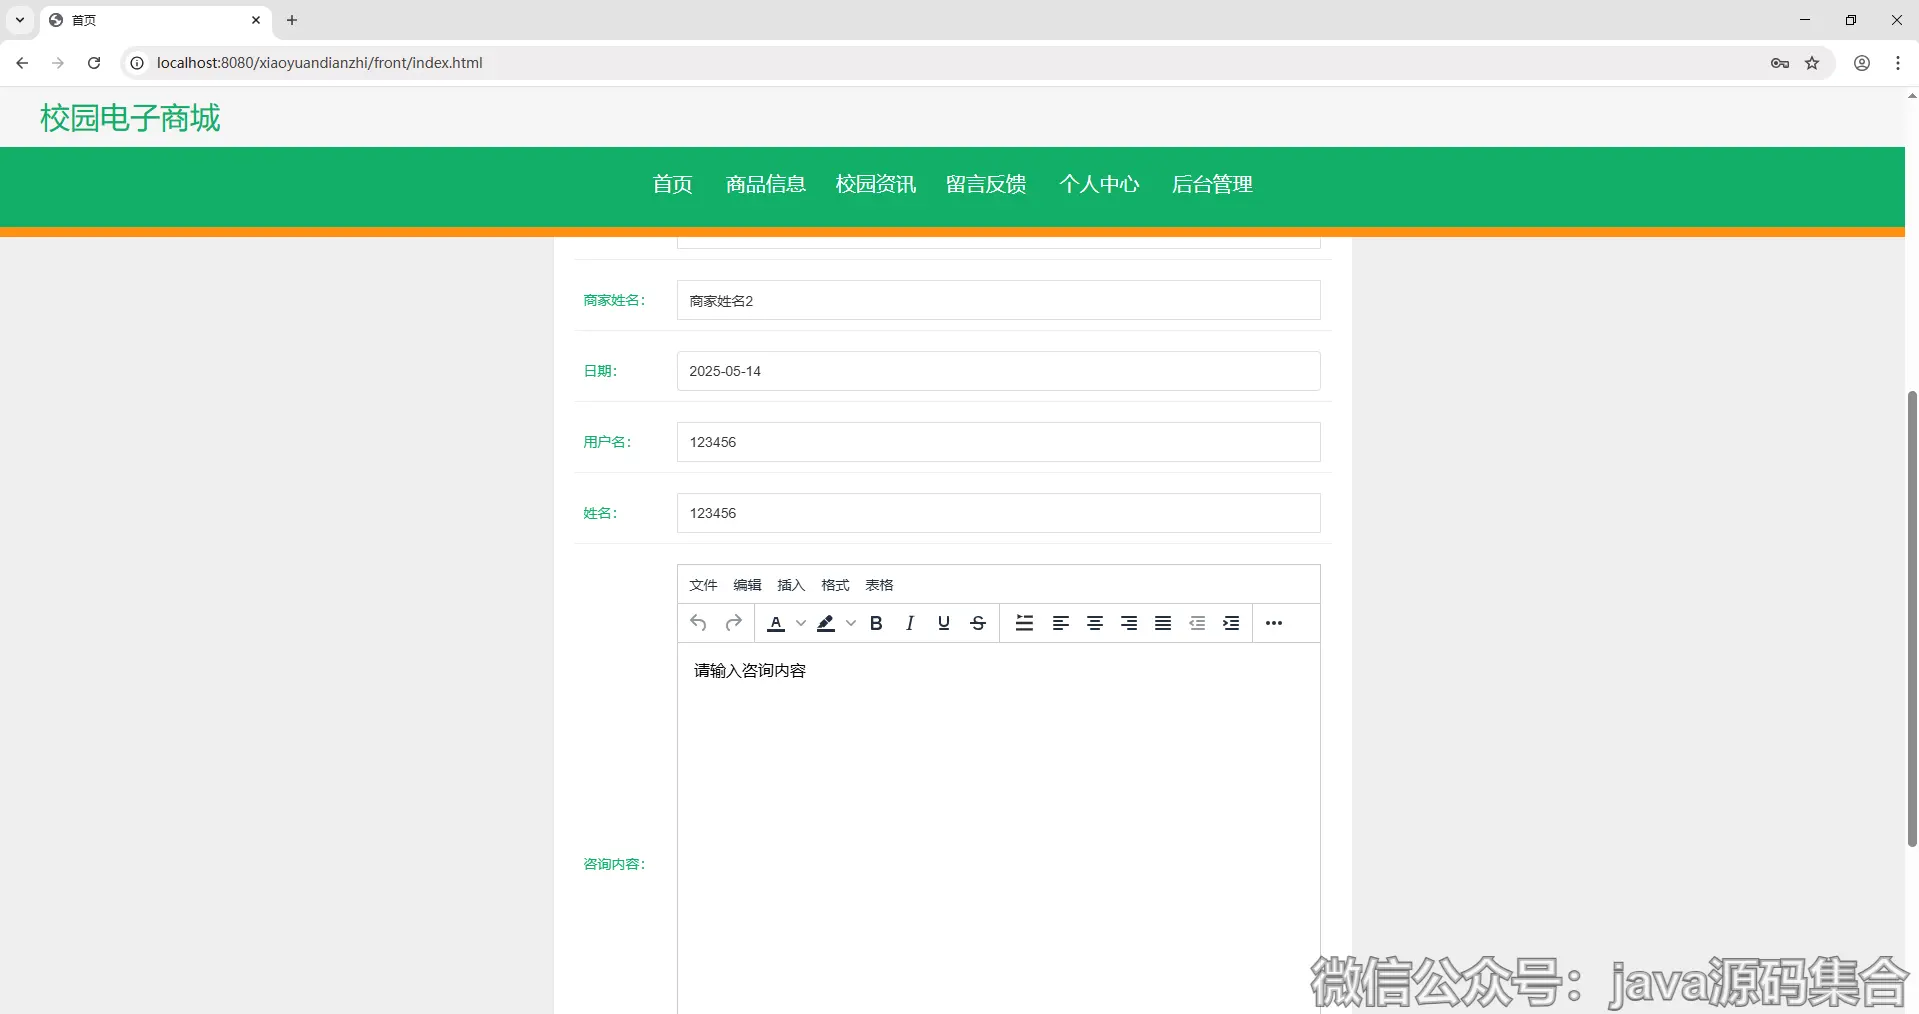 首页
localhost:8080/xiaoyuandianzhi/front/index.html
校园电子商城
首页 商品信息 校园资讯 留言反馈 个人中心 后台管理
商家姓名: 商家姓名2
日期: 2025-05-14
用户名: 123456
姓名: 123456
文件 编辑 插入 格式 表格
请输入咨询内容
咨询内容:
微信公众号：java源码集合